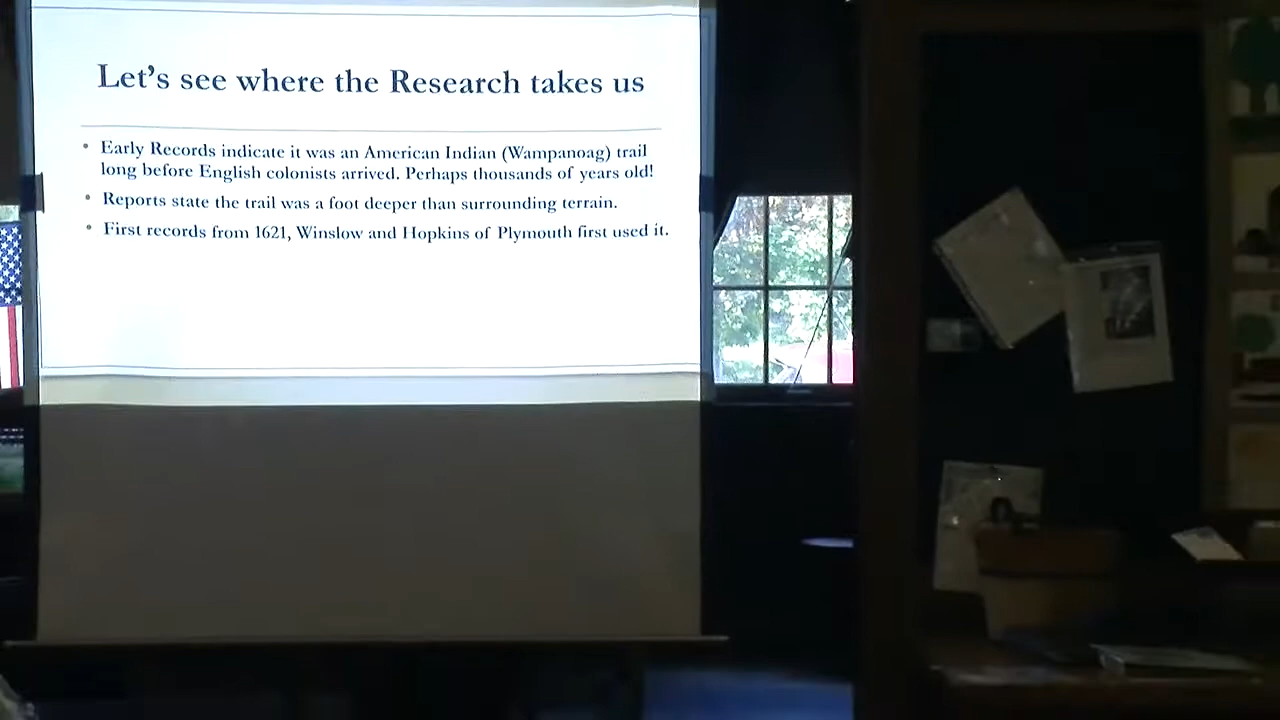 Let's see where the Research takes us
• Early Records indicate it was an American Indian (Wampanoag) trail
long before English colonists arrived. Perhaps thousands of years old!
• Reports state the trail was a foot deeper than surrounding terrain.
• First records from 1621, Winslow and Hopkins of Plymouth first used it.